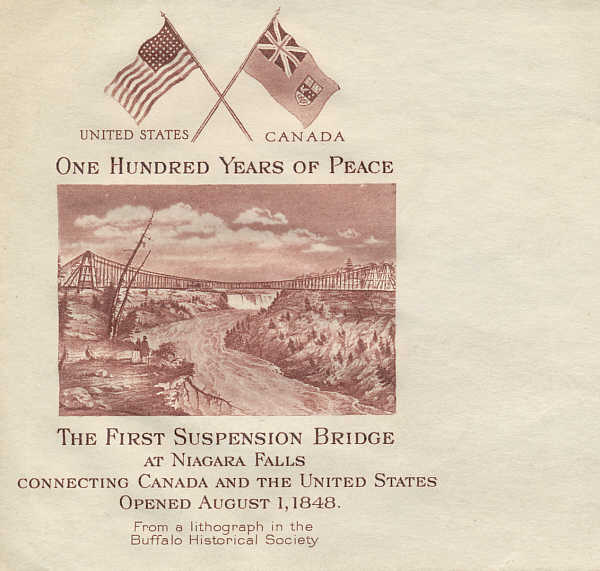 UNITED STATES CANADA
ONE HUNDRED YEARS OF PEACE
THE FIRST SUSPENSION BRIDGE
AT NIAGARA FALLS
CONNECTING CANADA AND THE UNITED STATES
OPENED AUGUST 1, 1848.
From a lithograph in the
Buffalo Historical Society